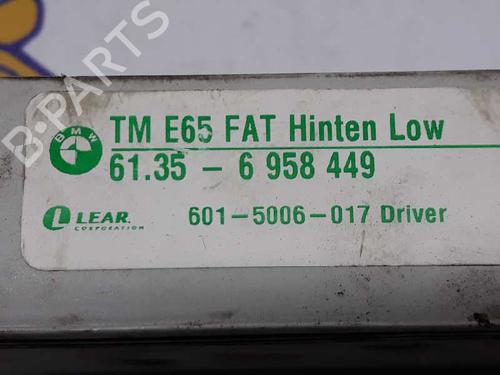 B-PARTS
BMW
TM E65 FAT Hinten Low
61.35 - 6 958 449
LEAR.
CORPORATION
601-5006-017 Driver